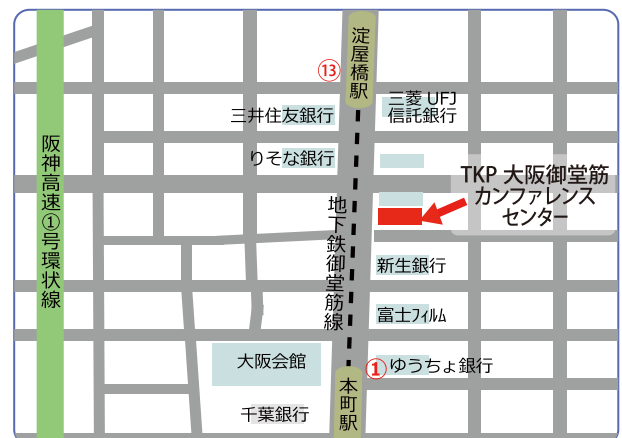 淀屋橋駅
⑬
三菱 UFJ
信託銀行
三井住友銀行
りそな銀行
TKP 大阪御堂筋
カンファレンス
センター
阪神高速①号環状線
地下鉄御堂筋線
新生銀行
富士フィルム
大阪会館
①
ゆうちょ銀行
本町駅
千葉銀行